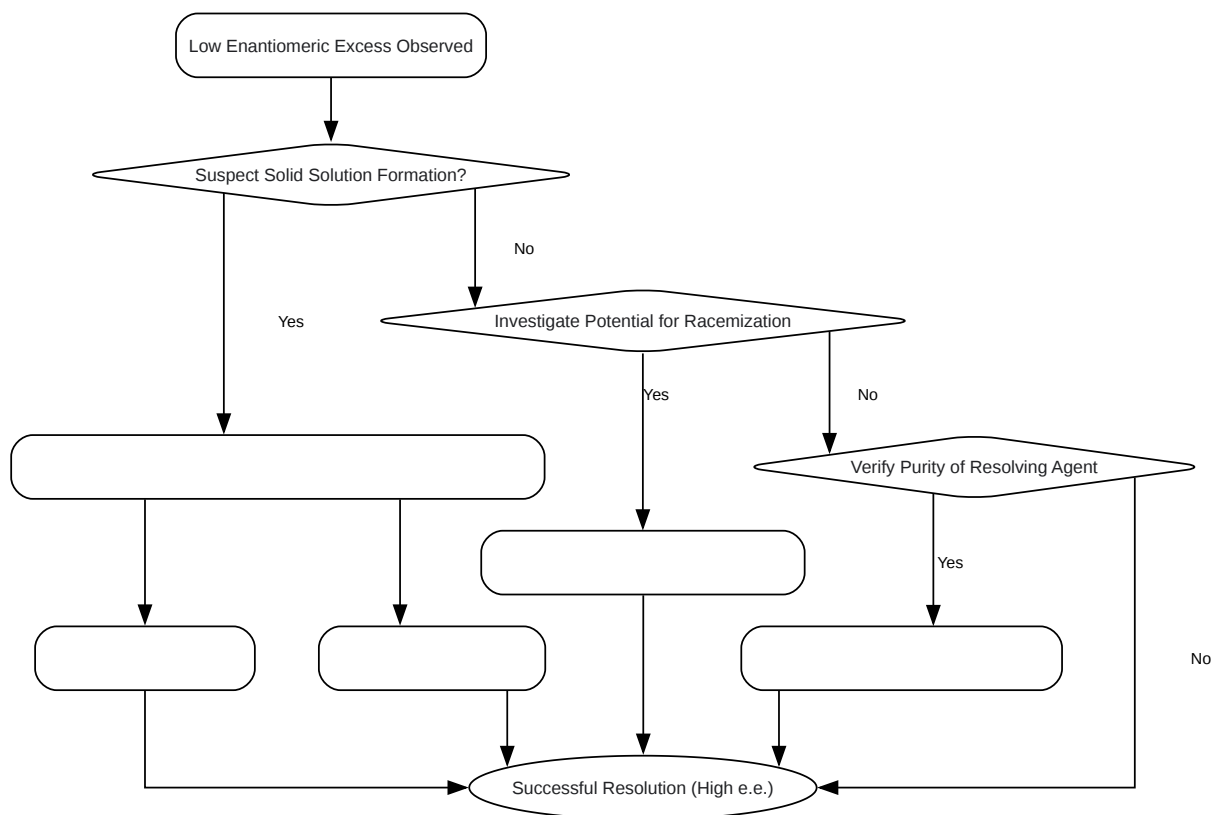 Low Enantiomeric Excess Observed
Suspect Solid Solution Formation?
No
Yes
Investigate Potential for Racemization
Yes
No
Verify Purity of Resolving Agent
Yes
No
Successful Resolution (High e.e.)